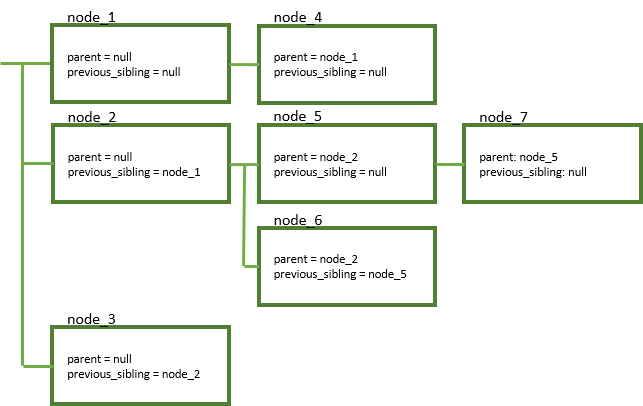 node_1
parent = null
previous_sibling = null
node_4
parent = node_1
previous_sibling = null
node_2
parent = null
previous_sibling = node_1
node_5
parent = node_2
previous_sibling = null
node_7
parent: node_5
previous_sibling: null
node_6
parent = node_2
previous_sibling = node_5
node_3
parent = null
previous_sibling = node_2